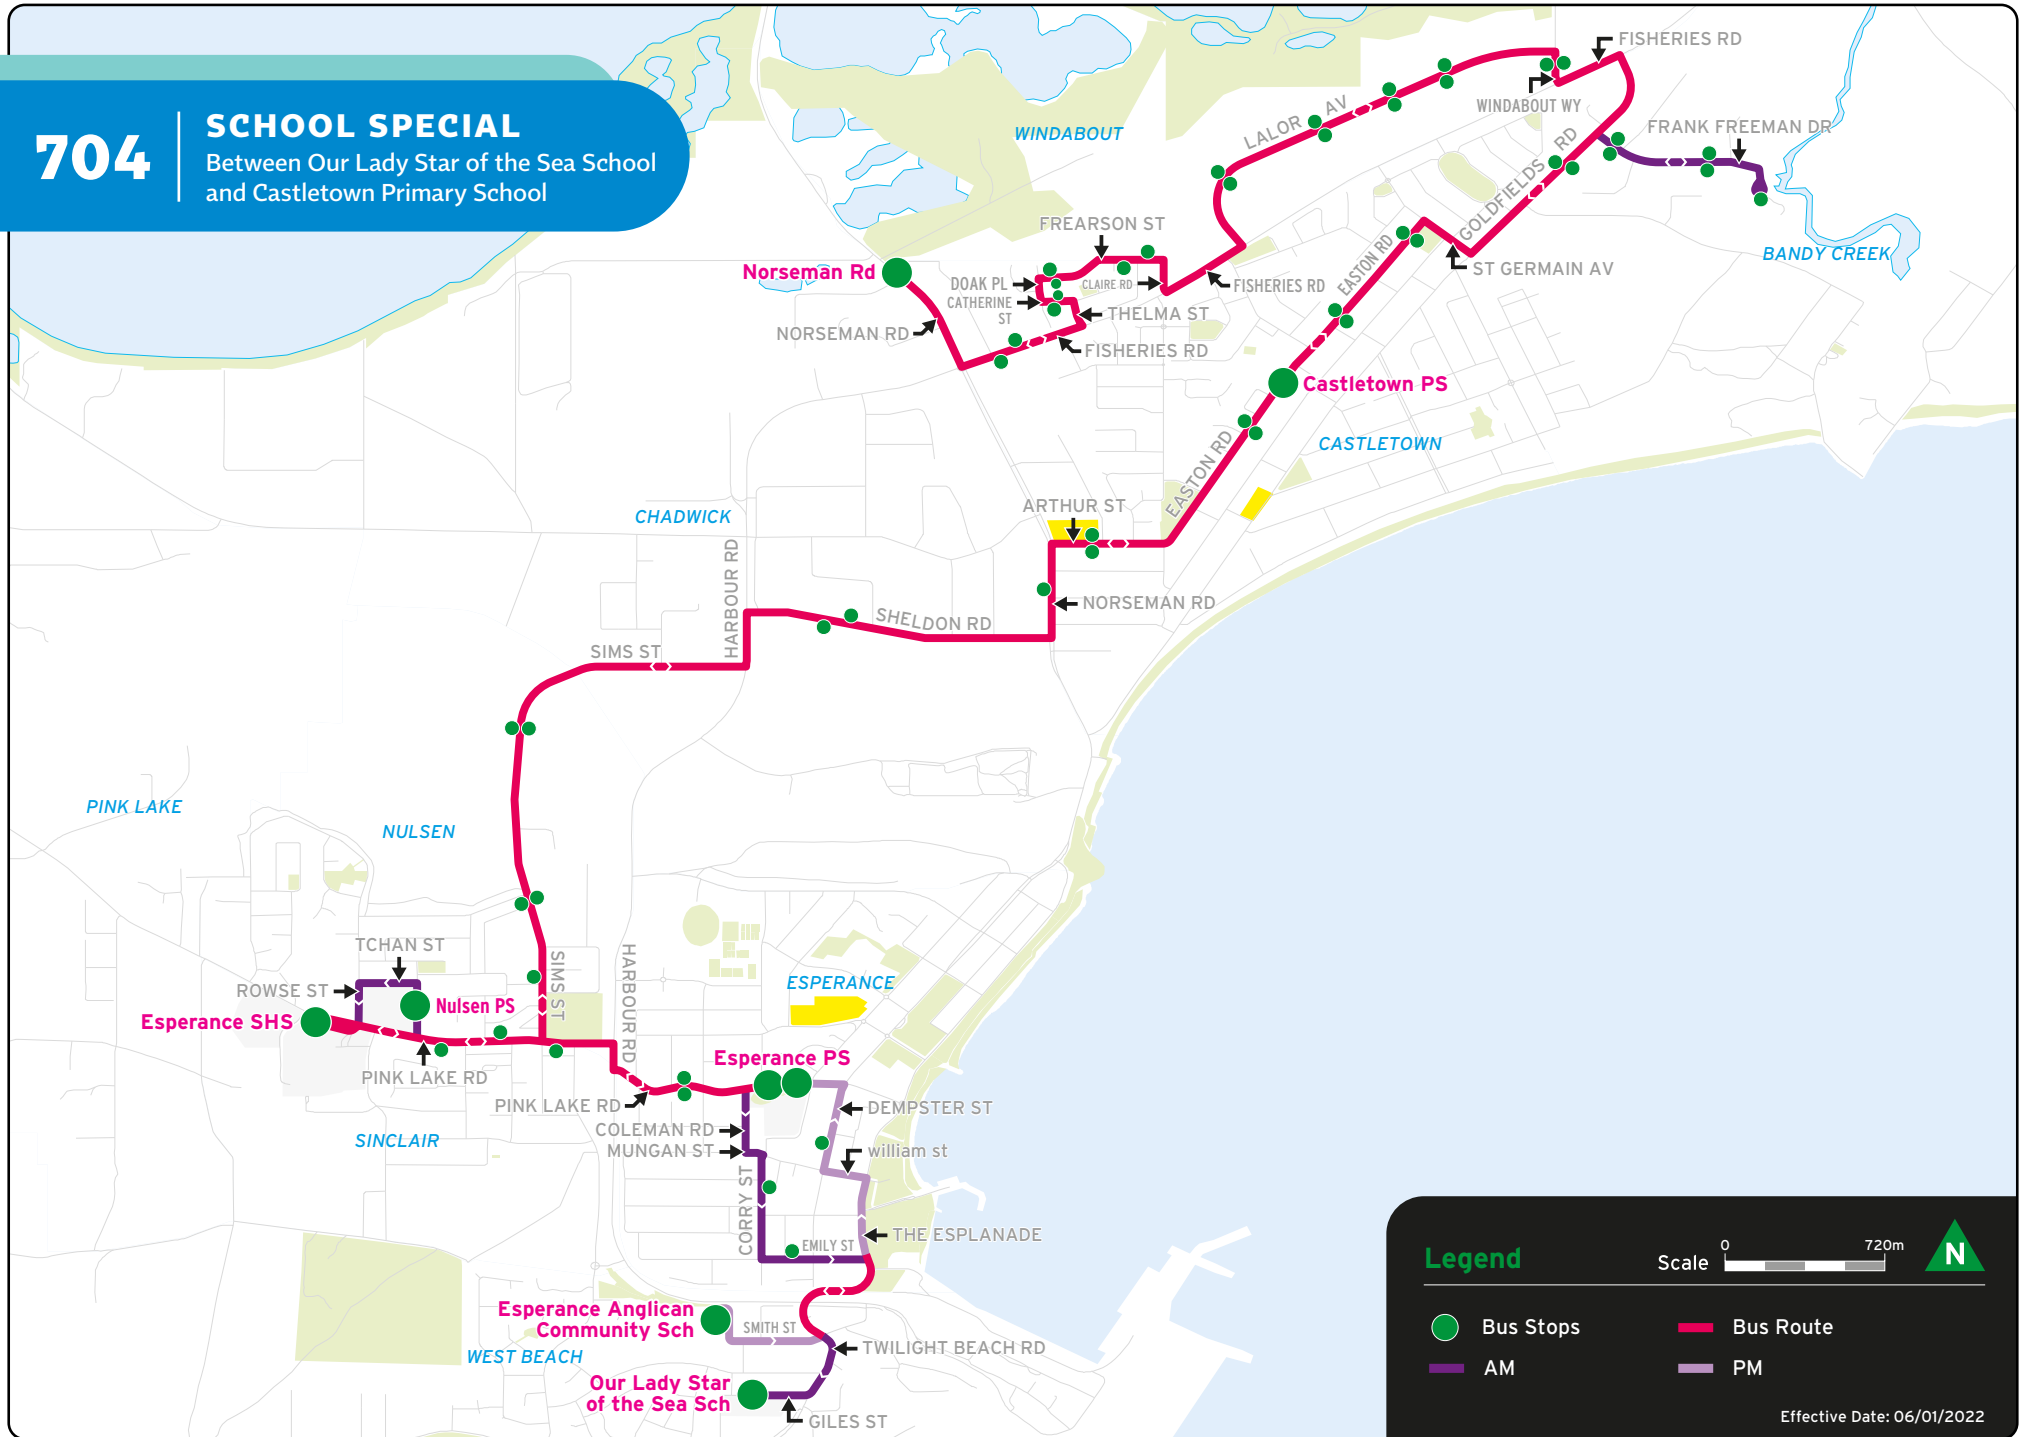 704
SCHOOL SPECIAL
Between Our Lady Star of the Sea School
and Castletown Primary School
FISHERIES RD
WINDABOUT WY
LALOR AV
WINDABOUT
FRANK FREEMAN DR
GOLDFIELDS RD
FREARSON ST
BANDY CREEK
ST GERMAIN AV
EASTON RD
Norseman Rd
DOAK PL
CLAIRE RD
FISHERIES RD
CATHERINE
ST
THELMA ST
NORSEMAN RD
FISHERIES RD
Castletown PS
CASTLETOWN
EASTON RD
ARTHUR ST
CHADWICK
HARBOUR RD
NORSEMAN RD
SHELDON RD
SIMS ST
PINK LAKE
NULSEN
TCHAN ST
SIMS ST
HARBOUR RD
ESPERANCE
ROWSE ST
Nulsen PS
Esperance SHS
Esperance PS
PINK LAKE RD
PINK LAKE RD
DEMPSTER ST
COLEMAN RD
SINCLAIR
MUNGAN ST
william st
CORRY ST
THE ESPLANADE
EMILY ST
Esperance Anglican
Community Sch
SMITH ST
TWILIGHT BEACH RD
WEST BEACH
Our Lady Star
of the Sea Sch
GILES ST
Legend
Scale
0
720m
N
Bus Stops
Bus Route
AM
PM
Effective Date: 06/01/2022